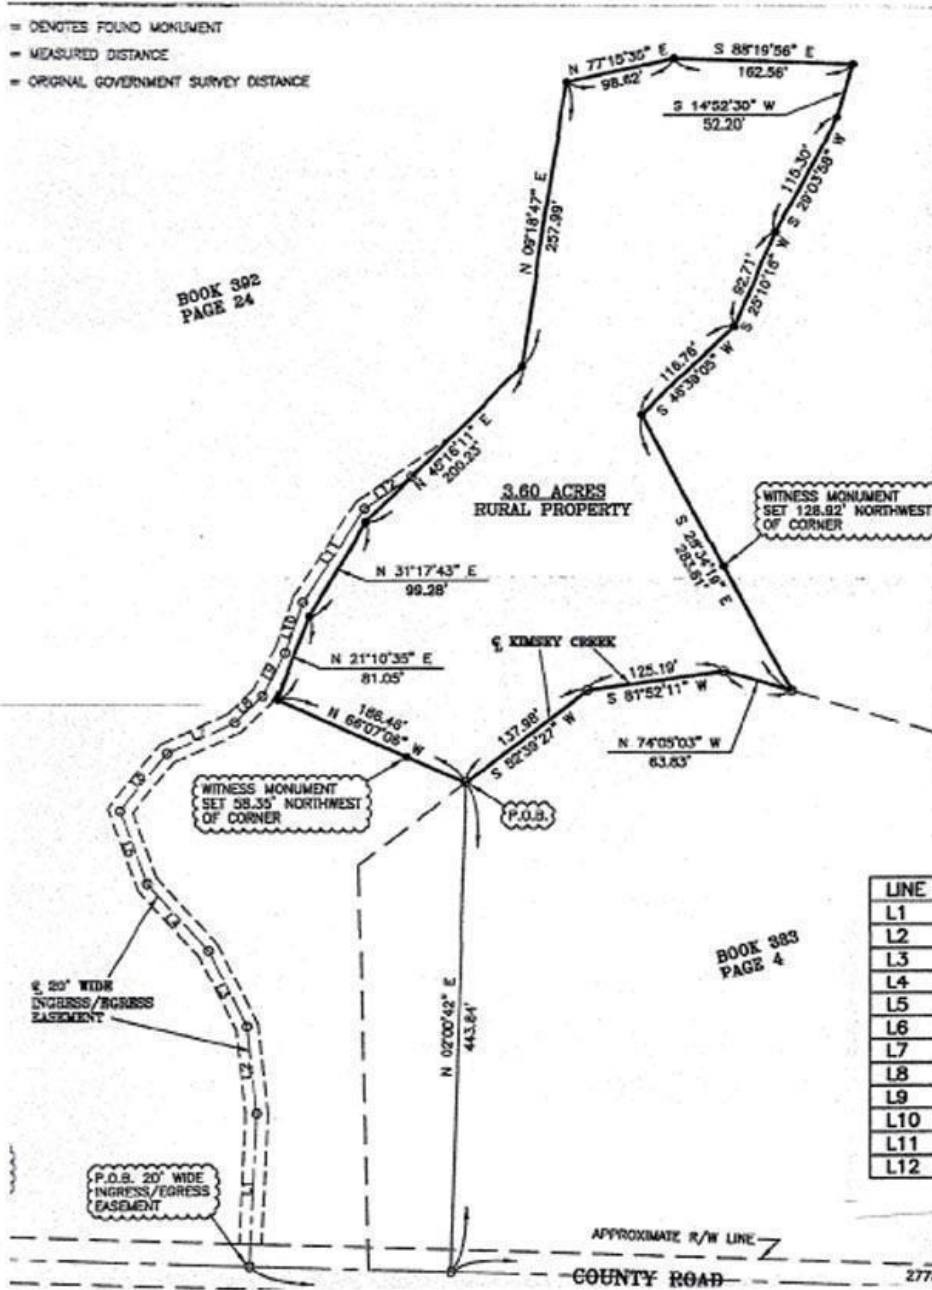 = DENOTES FOUND MONUMENT
= MEASURED DISTANCE
= ORIGINAL GOVERNMENT SURVEY DISTANCE
N 77°15'35" E
98.62'
S 88°19'56" E
162.56'
S 14°52'30" W
52.20'
115.30'
S 29°03'58" W
N 09°18'47" E
257.99'
92.71'
S 25°10'16" W
BOOK 392
PAGE 24
116.76'
S 46°39'05" W
N 45°16'11" E
200.23'
L12
3.60 ACRES
RURAL PROPERTY
WITNESS MONUMENT
SET 128.92' NORTHWEST
OF CORNER
S 29°34'19" E
283.81'
L11
N 31°17'43" E
99.28'
L10
℄ KIMSEY CREEK
N 21°10'35" E
81.05'
L9
125.19'
S 81°52'11" W
L8
186.46'
N 66°07'06" W
137.98'
S 52°39'27" W
N 74°05'03" W
63.83'
L7
L6
WITNESS MONUMENT
SET 58.35' NORTHWEST
OF CORNER
P.O.B.
L5
L4
LINE
L1
L2
L3
L4
L5
L6
L7
L8
L9
L10
L11
L12
BOOK 383
PAGE 4
℄ 20' WIDE
INGRESS/EGRESS
EASEMENT
L3
N 02°00'42" E
443.84'
L2
P.O.B. 20' WIDE
INGRESS/EGRESS
EASEMENT
L1
APPROXIMATE R/W LINE
COUNTY ROAD